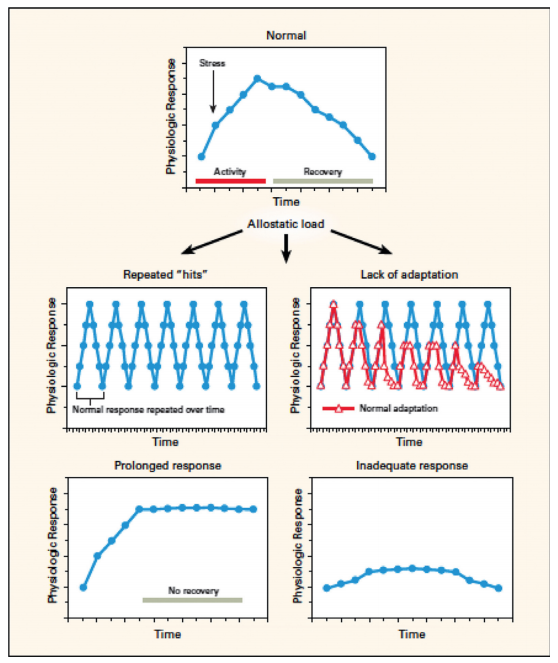 Normal
Physiologic Response
Stress
Activity
Recovery
Time
Allostatic load
Repeated "hits"
Physiologic Response
Normal response repeated over time
Time
Lack of adaptation
Physiologic Response
Normal adaptation
Time
Prolonged response
Physiologic Response
No recovery
Time
Inadequate response
Physiologic Response
Time